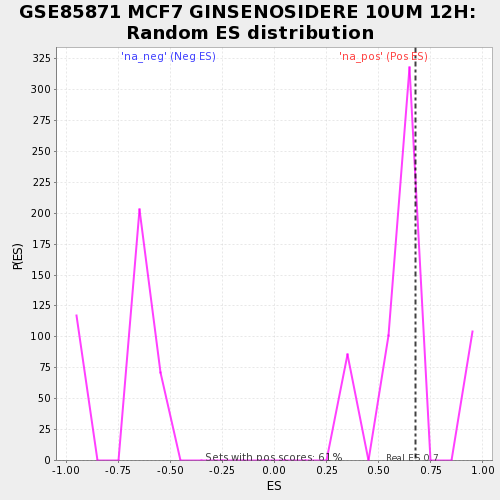 GSE85871 MCF7 GINSENOSIDERE 10UM 12H:
Random ES distribution
'na_neg' (Neg ES) 'na_pos' (Pos ES)
325
300
275
250
225
200
175
150
125
100
75
50
25
0
P(ES)
Sets with pos scores: 61 %
Real ES 0.7
-1.00 -0.75 -0.50 -0.25 0.00 0.25 0.50 0.75 1.00
ES